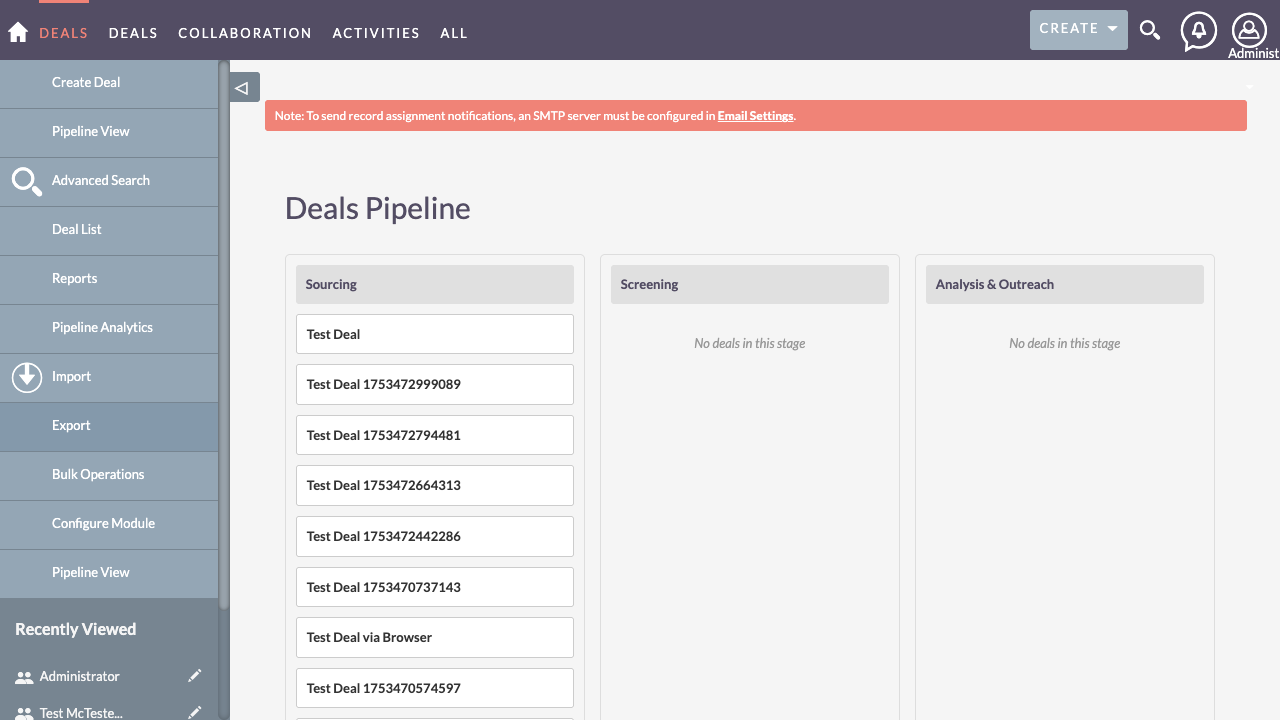 DEALS DEALS COLLABORATION ACTIVITIES ALL CREATE
Administ
Create Deal
Pipeline View
Advanced Search
Deal List
Reports
Pipeline Analytics
Import
Export
Bulk Operations
Configure Module
Pipeline View
Recently Viewed
Administrator
Test McTeste...
Note: To send record assignment notifications, an SMTP server must be configured in Email Settings.
Deals Pipeline
Sourcing
Test Deal
Test Deal 1753472999089
Test Deal 1753472794481
Test Deal 1753472664313
Test Deal 1753472442286
Test Deal 1753470737143
Test Deal via Browser
Test Deal 1753470574597
Screening
No deals in this stage
Analysis & Outreach
No deals in this stage